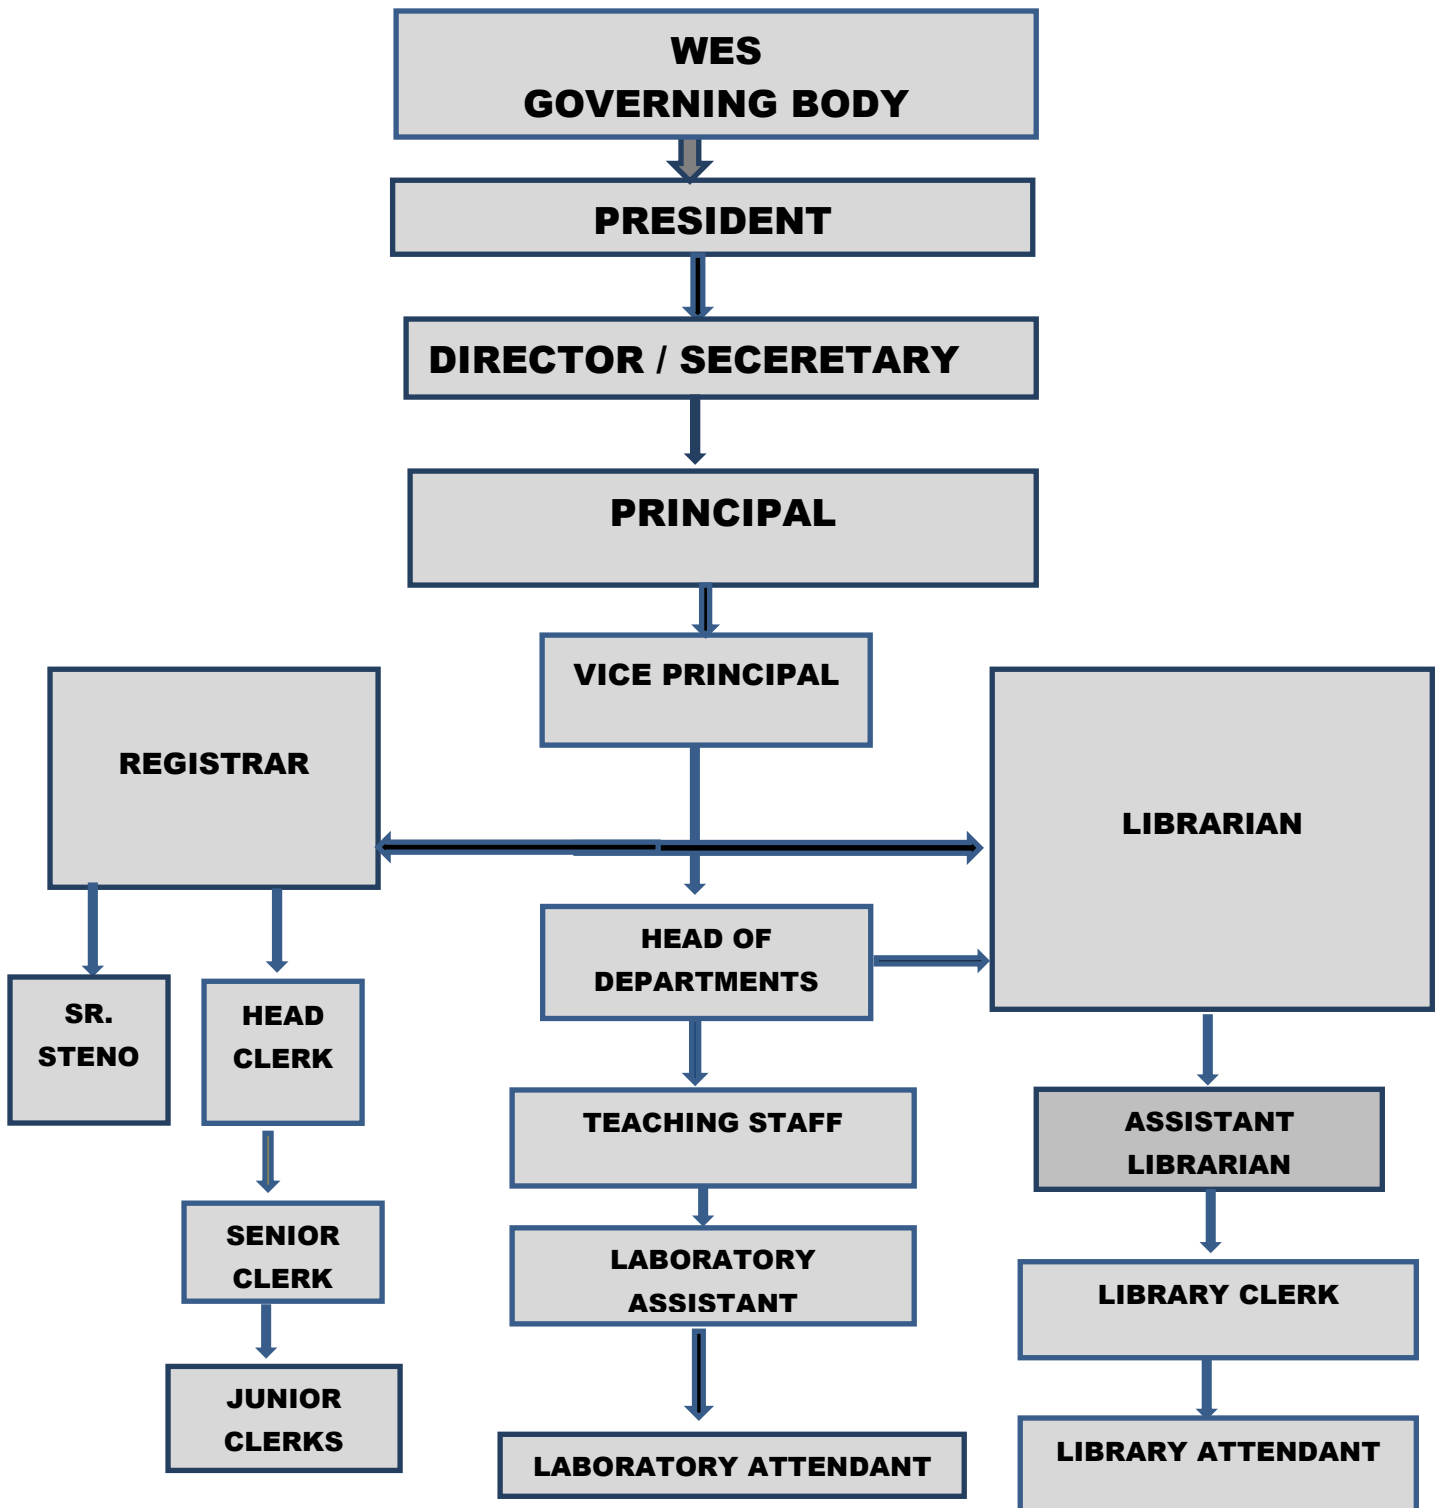 WES
GOVERNING BODY
PRESIDENT
DIRECTOR / SECERETARY
PRINCIPAL
VICE PRINCIPAL
REGISTRAR
LIBRARIAN
HEAD OF
DEPARTMENTS
SR.
STENO
HEAD
CLERK
TEACHING STAFF
ASSISTANT
LIBRARIAN
SENIOR
CLERK
LABORATORY
ASSISTANT
LIBRARY CLERK
JUNIOR
CLERKS
LABORATORY ATTENDANT
LIBRARY ATTENDANT